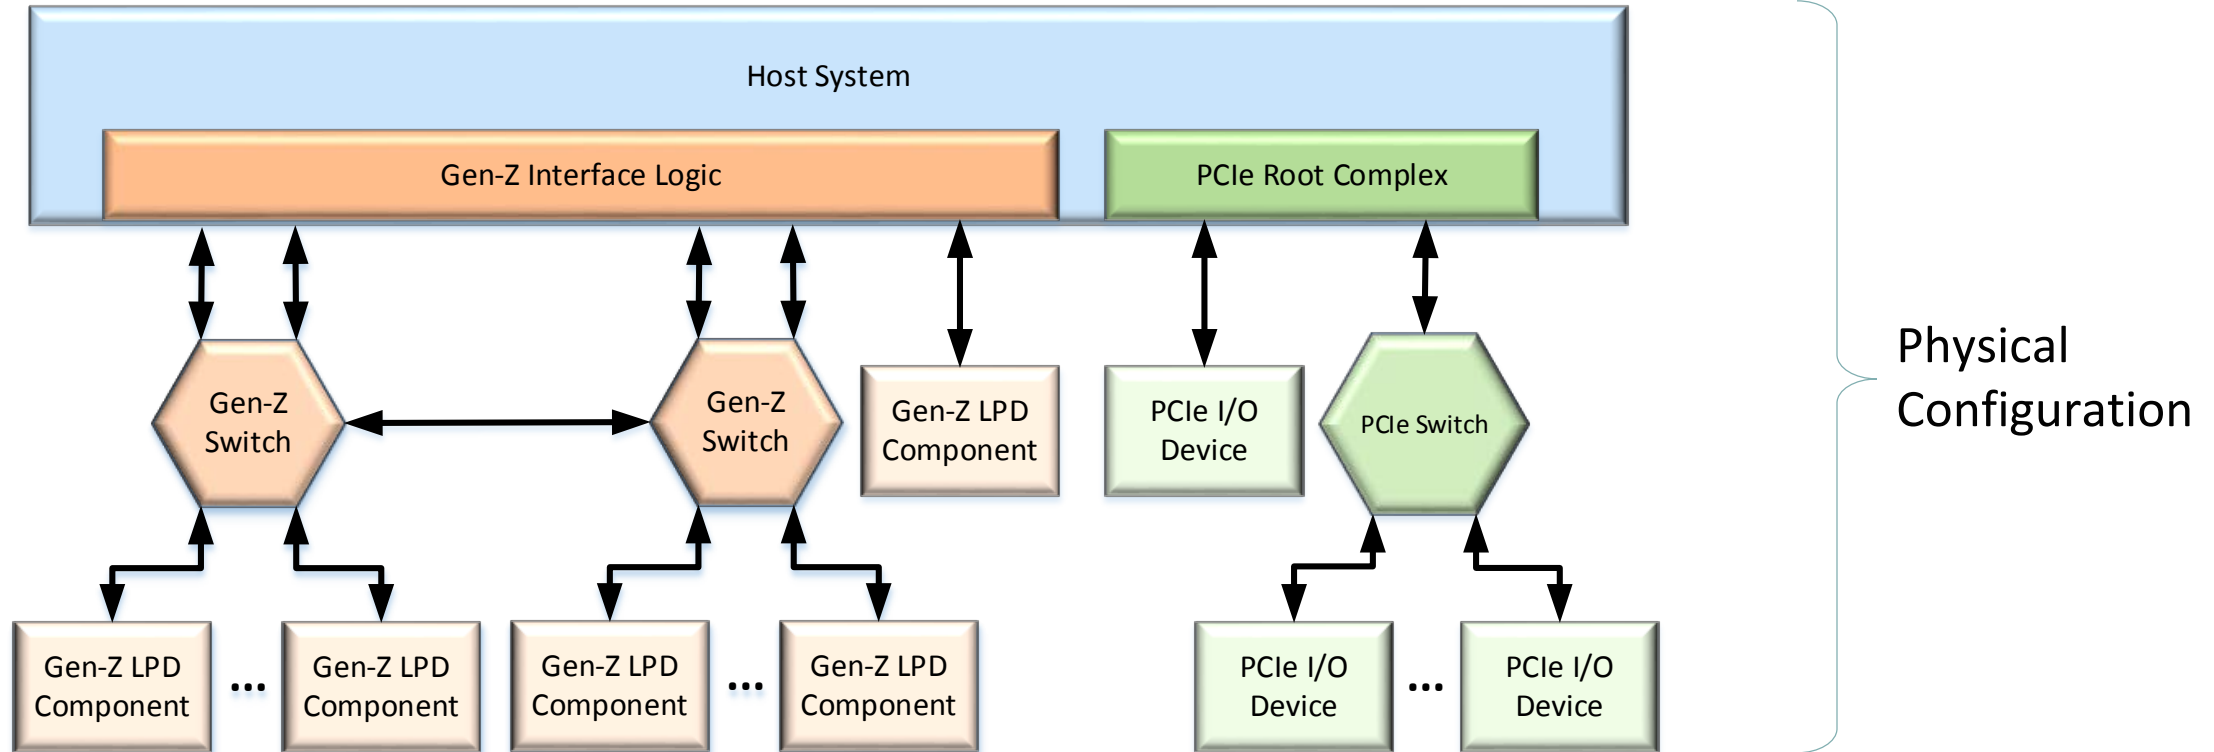 Host System
Gen-Z Interface Logic
PCIe Root Complex
Gen-Z
Switch
Gen-Z
Switch
Gen-Z LPD
Component
PCIe I/O
Device
PCIe Switch
Physical
Configuration
Gen-Z LPD
Component
...
Gen-Z LPD
Component
Gen-Z LPD
Component
...
Gen-Z LPD
Component
PCIe I/O
Device
...
PCIe I/O
Device